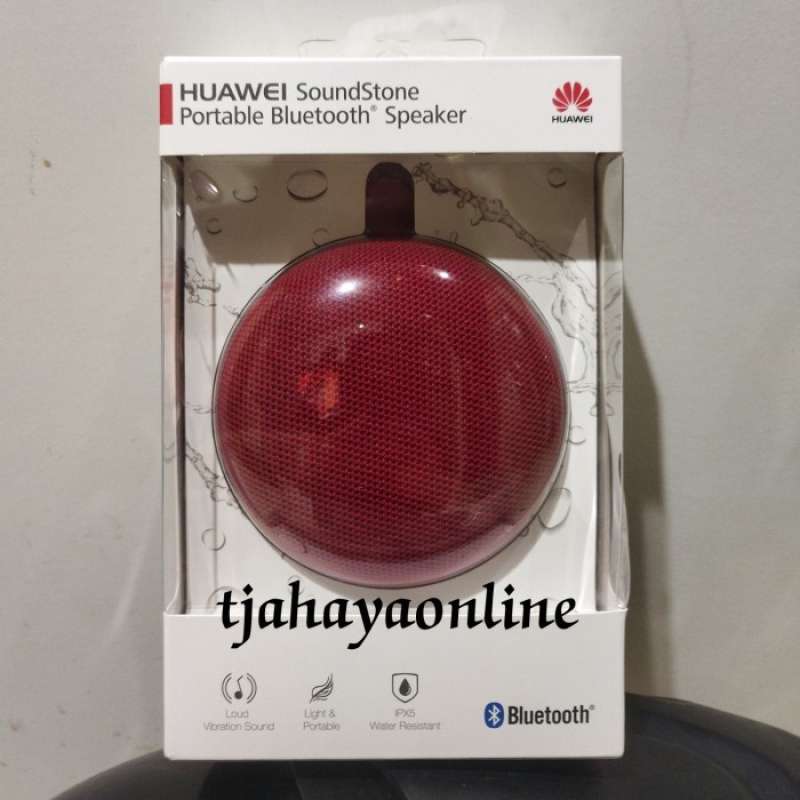 HUAWEI SoundStone
Portable Bluetooth® Speaker
HUAWEI
tjahayaonline
Loud
Vibration Sound
Light &
Portable
IPX5
Water Resistant
Bluetooth®